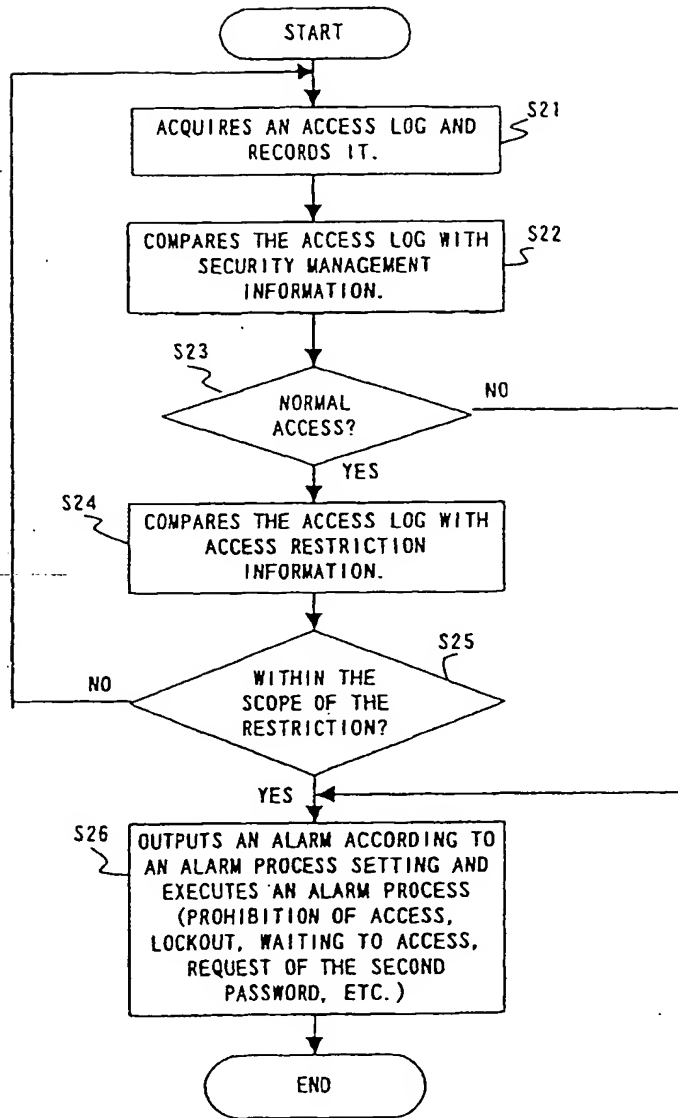 START
ACQUIRES AN ACCESS LOG AND
RECORDS IT.
S21
COMPARES THE ACCESS LOG WITH
SECURITY MANAGEMENT
INFORMATION.
S22
S23
NORMAL
ACCESS?
NO
YES
S24
COMPARES THE ACCESS LOG WITH
ACCESS RESTRICTION
INFORMATION.
S25
WITHIN THE
SCOPE OF THE
RESTRICTION?
NO
YES
S26
OUTPUTS AN ALARM ACCORDING TO
AN ALARM PROCESS SETTING AND
EXECUTES AN ALARM PROCESS
(PROHIBITION OF ACCESS,
LOCKOUT, WAITING TO ACCESS,
REQUEST OF THE SECOND
PASSWORD, ETC.)
END